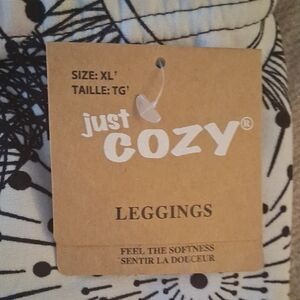 SIZE: XL'
TAILLE: TG'
just
cozy®
LEGGINGS
FEEL THE SOFTNESS
SENTIR LA DOUCEUR